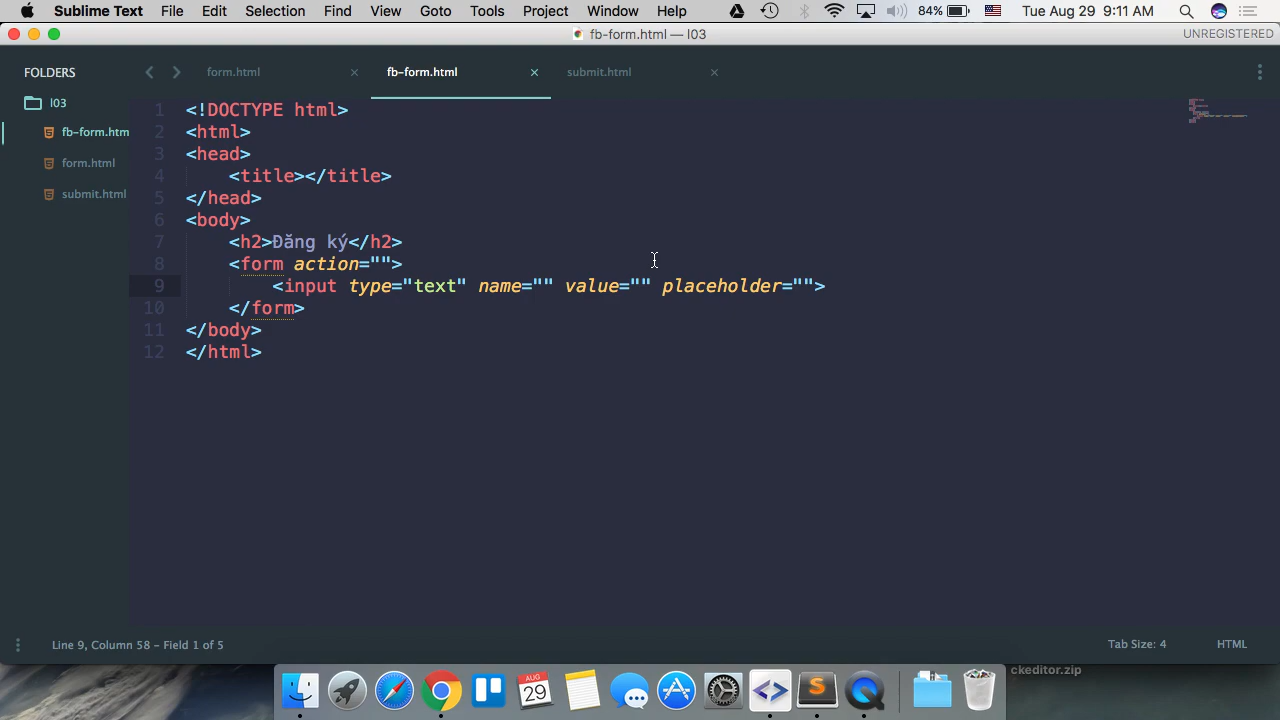 Sublime Text File Edit Selection Find View Goto Tools Project Window Help 84% Tue Aug 29 9:11 AM
fb-form.html — l03 UNREGISTERED
FOLDERS form.html fb-form.html submit.html
l03
fb-form.htm
form.html
submit.html
1 <!DOCTYPE html>
2 <html>
3 <head>
4 <title></title>
5 </head>
6 <body>
7 <h2>Đăng ký</h2>
8 <form action="">
9 <input type="text" name="" value="" placeholder="">
10 </form>
11 </body>
12 </html>
Line 9, Column 58 – Field 1 of 5 Tab Size: 4 HTML
ckeditor.zip
AUG
29